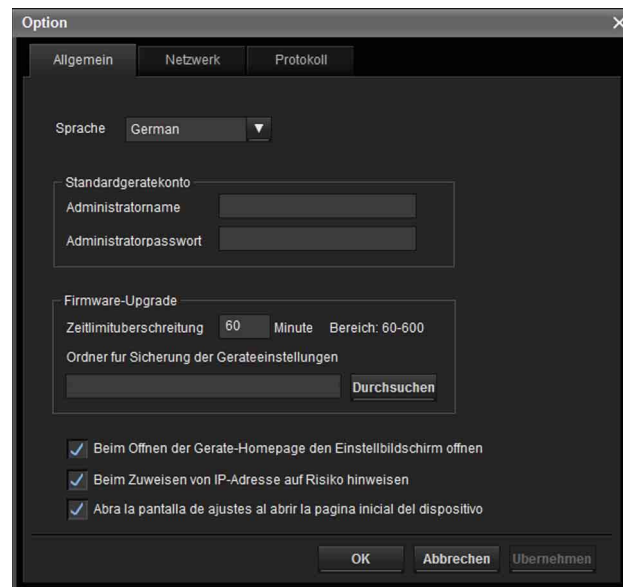 Option
Allgemein Netzwerk Protokoll
Sprache German
Standardgeratekonto
Administratorname
Administratorpasswort
Firmware-Upgrade
Zeitlimituberschreitung 60 Minute Bereich: 60-600
Ordner fur Sicherung der Gerateeinstellungen
Durchsuchen
Beim Offnen der Gerate-Homepage den Einstellbildschirm offnen
Beim Zuweisen von IP-Adresse auf Risiko hinweisen
Abra la pantalla de ajustes al abrir la pagina inicial del dispositivo
OK Abbrechen Ubernehmen